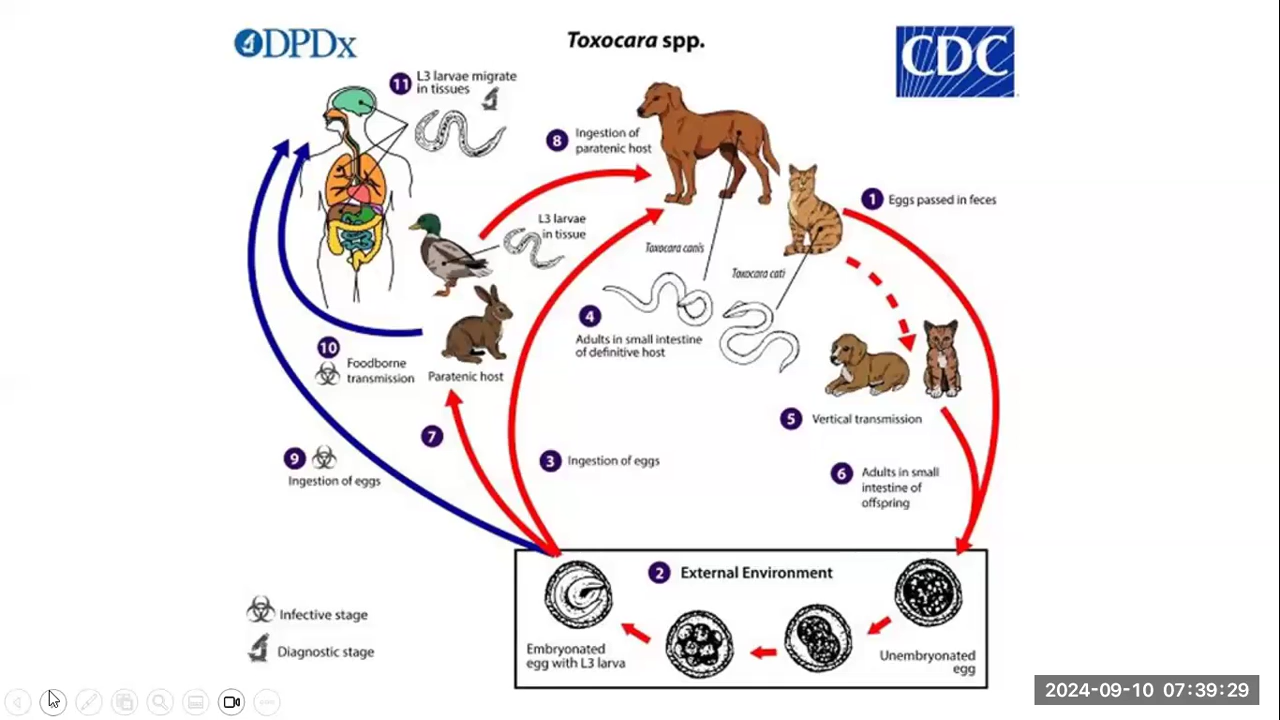 DPDx
Toxocara spp.
CDC
11 L3 larvae migrate
in tissues
8 Ingestion of
paratenic host
1 Eggs passed in feces
L3 larvae
in tissue
Toxocara canis
Toxocara cati
4
Adults in small intestine
of definitive host
10
Foodborne
transmission
Paratenic host
5 Vertical transmission
7
9
Ingestion of eggs
3 Ingestion of eggs
6 Adults in small
intestine of
offspring
2 External Environment
Embryonated
egg with L3 larva
Unembryonated
egg
Infective stage
Diagnostic stage
2024-09-10 07:39:29